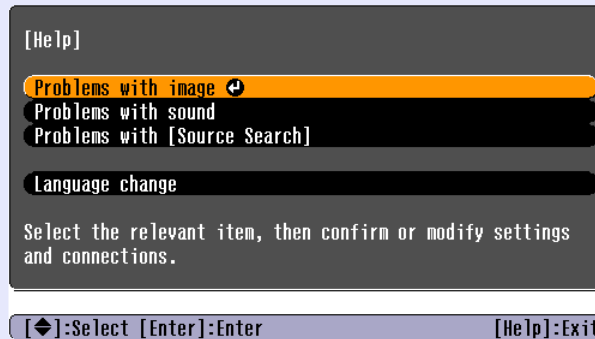 [Help]
Problems with image
Problems with sound
Problems with [Source Search]
Language change
Select the relevant item, then confirm or modify settings
and connections.
[◆]:Select [Enter]:Enter [Help]:Exit